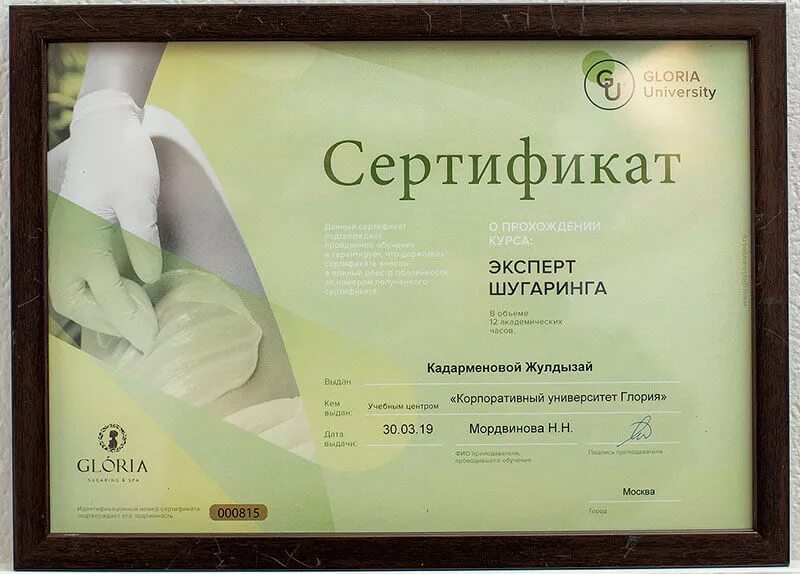 GU
GLORIA
University
Сертификат
Данный сертификат
подтверждает
пройденное обучение
и гарантирует, что держатель
сертификата внесен
в единый реестр подлинности
за номером полученного
сертификата.
О ПРОХОЖДЕНИИ
КУРСА:
ЭКСПЕРТ
ШУГАРИНГА
В объеме
12 академических
часов.
Выдан Кадарменовой Жулдызай
Кем
выдан: Учебным центром «Корпоративный университет Глория»
Дата
выдачи: 30.03.19 Мордвинова Н.Н.
ФИО преподавателя,
проводившего обучение.
Подпись преподавателя
Москва
Город
GLÓRIA
SUGARING & SPA
Идентификационный номер сертификата
подтверждает его подлинность
000815